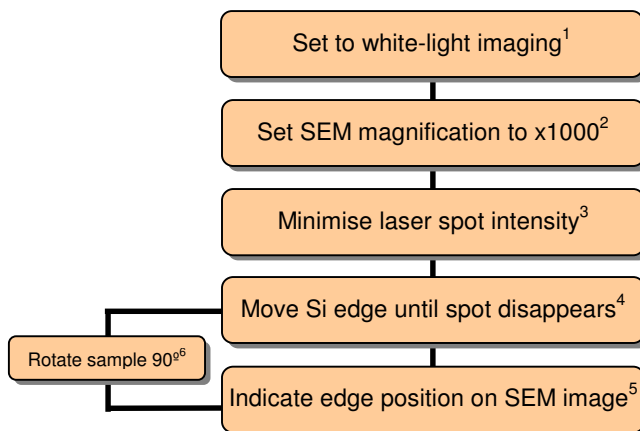 Set to white-light imaging¹
Set SEM magnification to x1000²
Minimise laser spot intensity³
Move Si edge until spot disappears⁴
Rotate sample 90º⁶
Indicate edge position on SEM image⁵